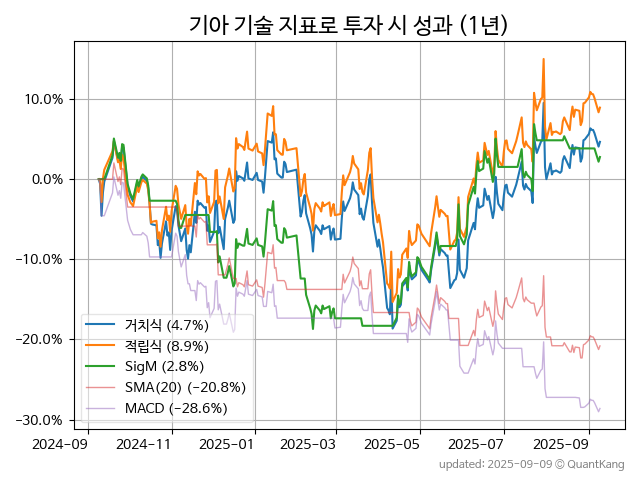 기아 기술 지표로 투자 시 성과 (1년)
10.0%
0.0%
−10.0%
−20.0%
−30.0%
거치식 (4.7%)
적립식 (8.9%)
SigM (2.8%)
SMA(20) (−20.8%)
MACD (−28.6%)
2024-09 2024-11 2025-01 2025-03 2025-05 2025-07 2025-09
updated: 2025-09-09 © QuantKang